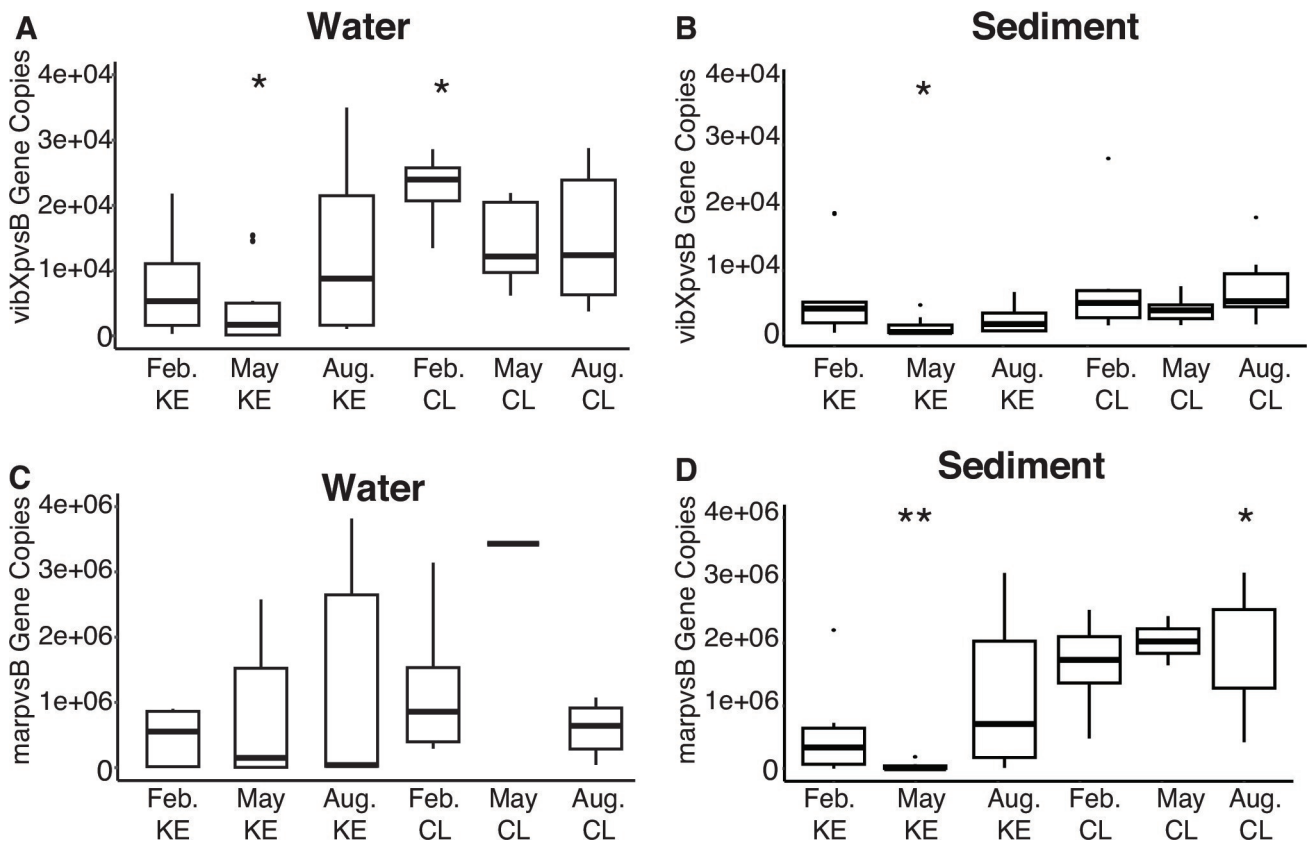 A
Water
vibXpvsB Gene Copies
4e+04
3e+04
2e+04
1e+04
0
*
*
Feb. May Aug. Feb. May Aug.
KE KE KE CL CL CL
B
Sediment
vibXpvsB Gene Copies
4e+04
3e+04
2e+04
1e+04
0
*
Feb. May Aug. Feb. May Aug.
KE KE KE CL CL CL
C
Water
marpvsB Gene Copies
4e+06
3e+06
2e+06
1e+06
0
Feb. May Aug. Feb. May Aug.
KE KE KE CL CL CL
D
Sediment
marpvsB Gene Copies
4e+06
3e+06
2e+06
1e+06
0
**
*
Feb. May Aug. Feb. May Aug.
KE KE KE CL CL CL